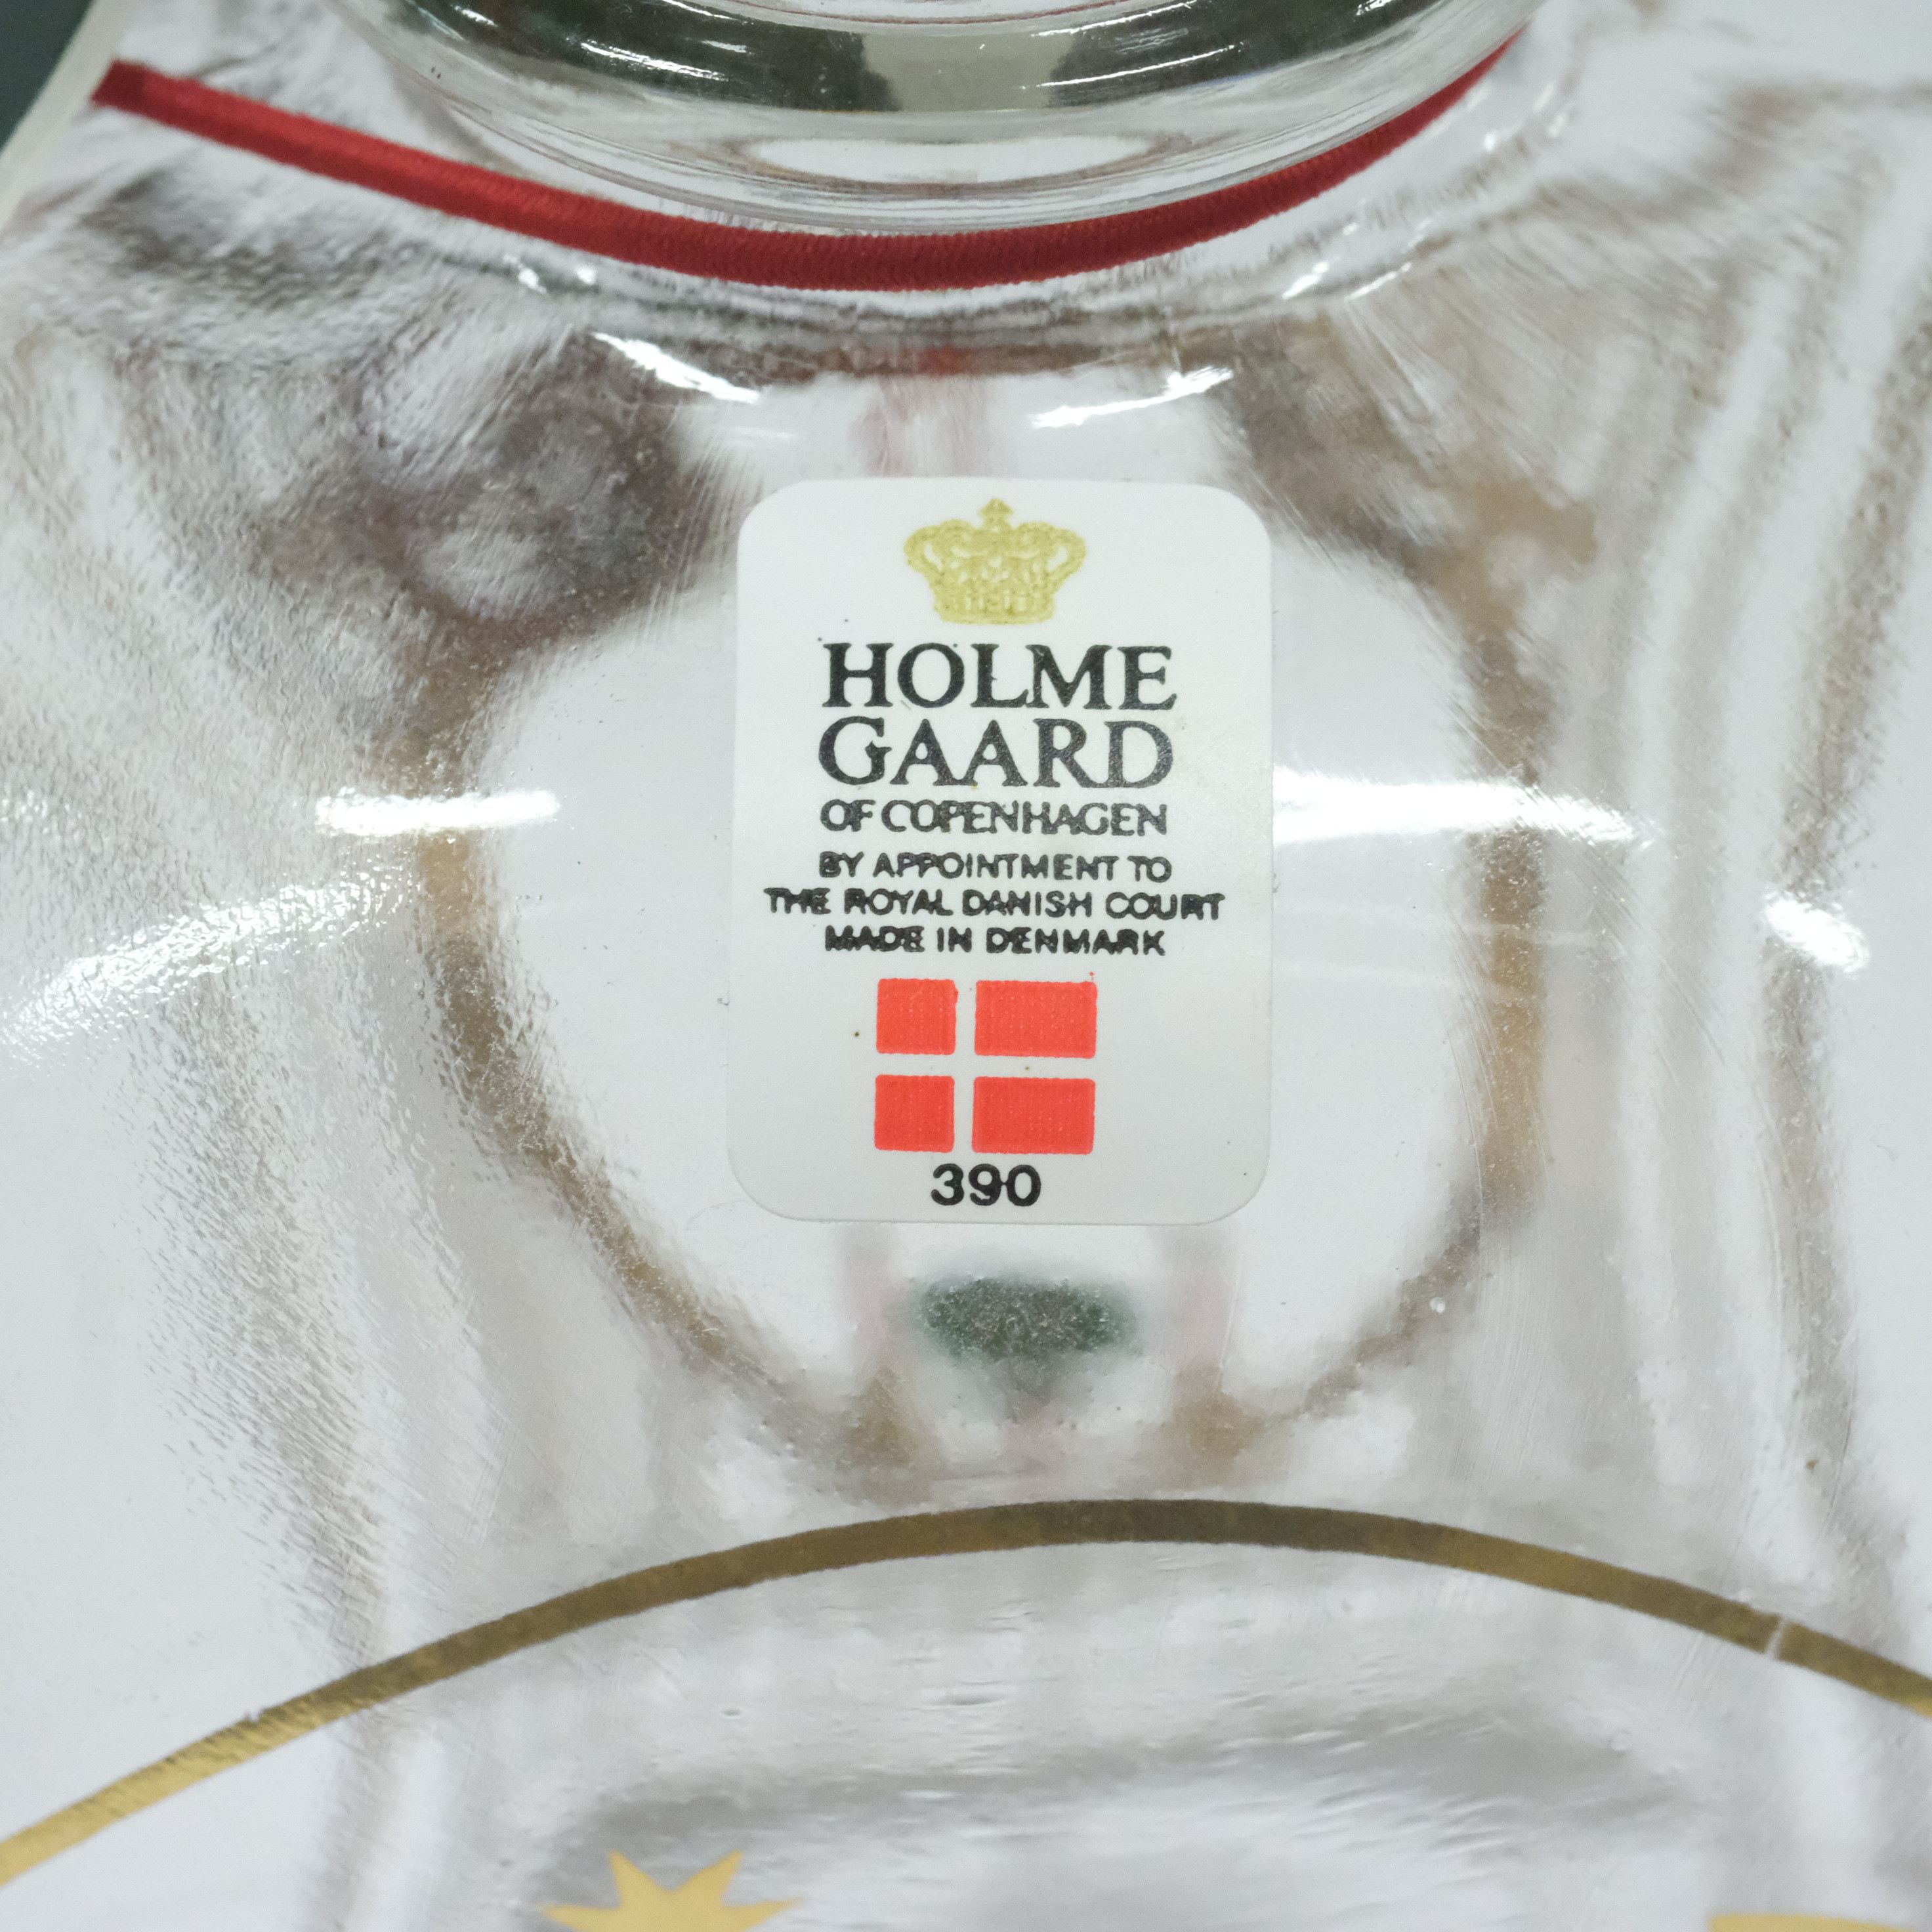 HOLME
GAARD
OF COPENHAGEN
BY APPOINTMENT TO
THE ROYAL DANISH COURT
MADE IN DENMARK
390